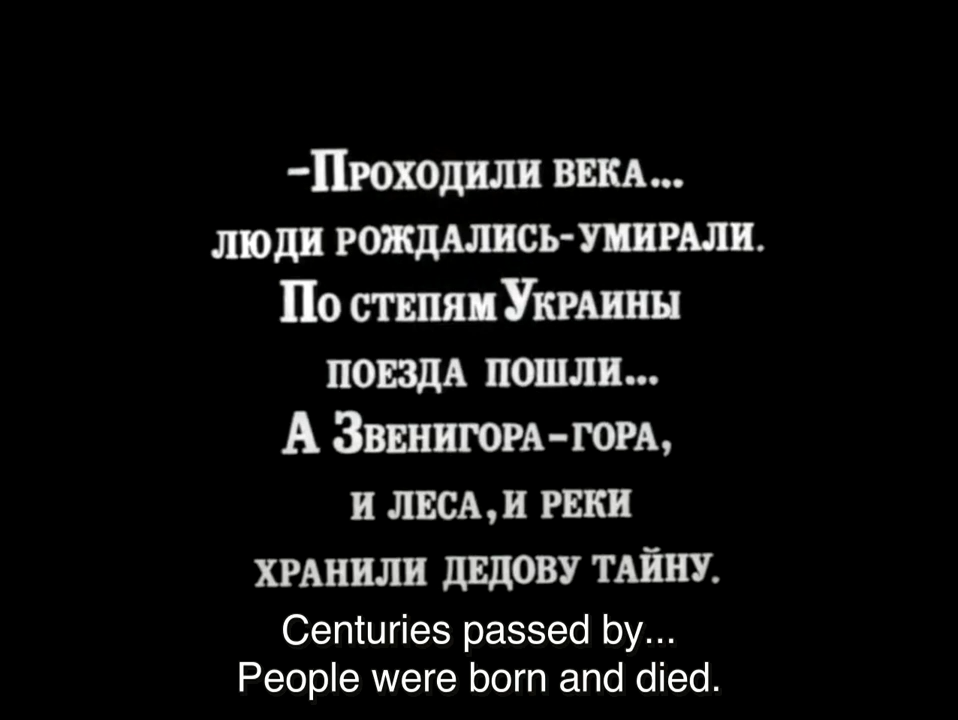 -Проходили века...
люди рождались-умирали.
По степям Украины
поезда пошли...
А Звенигора-гора,
и леса, и реки
хранили дедову тайну.
Centuries passed by...
People were born and died.